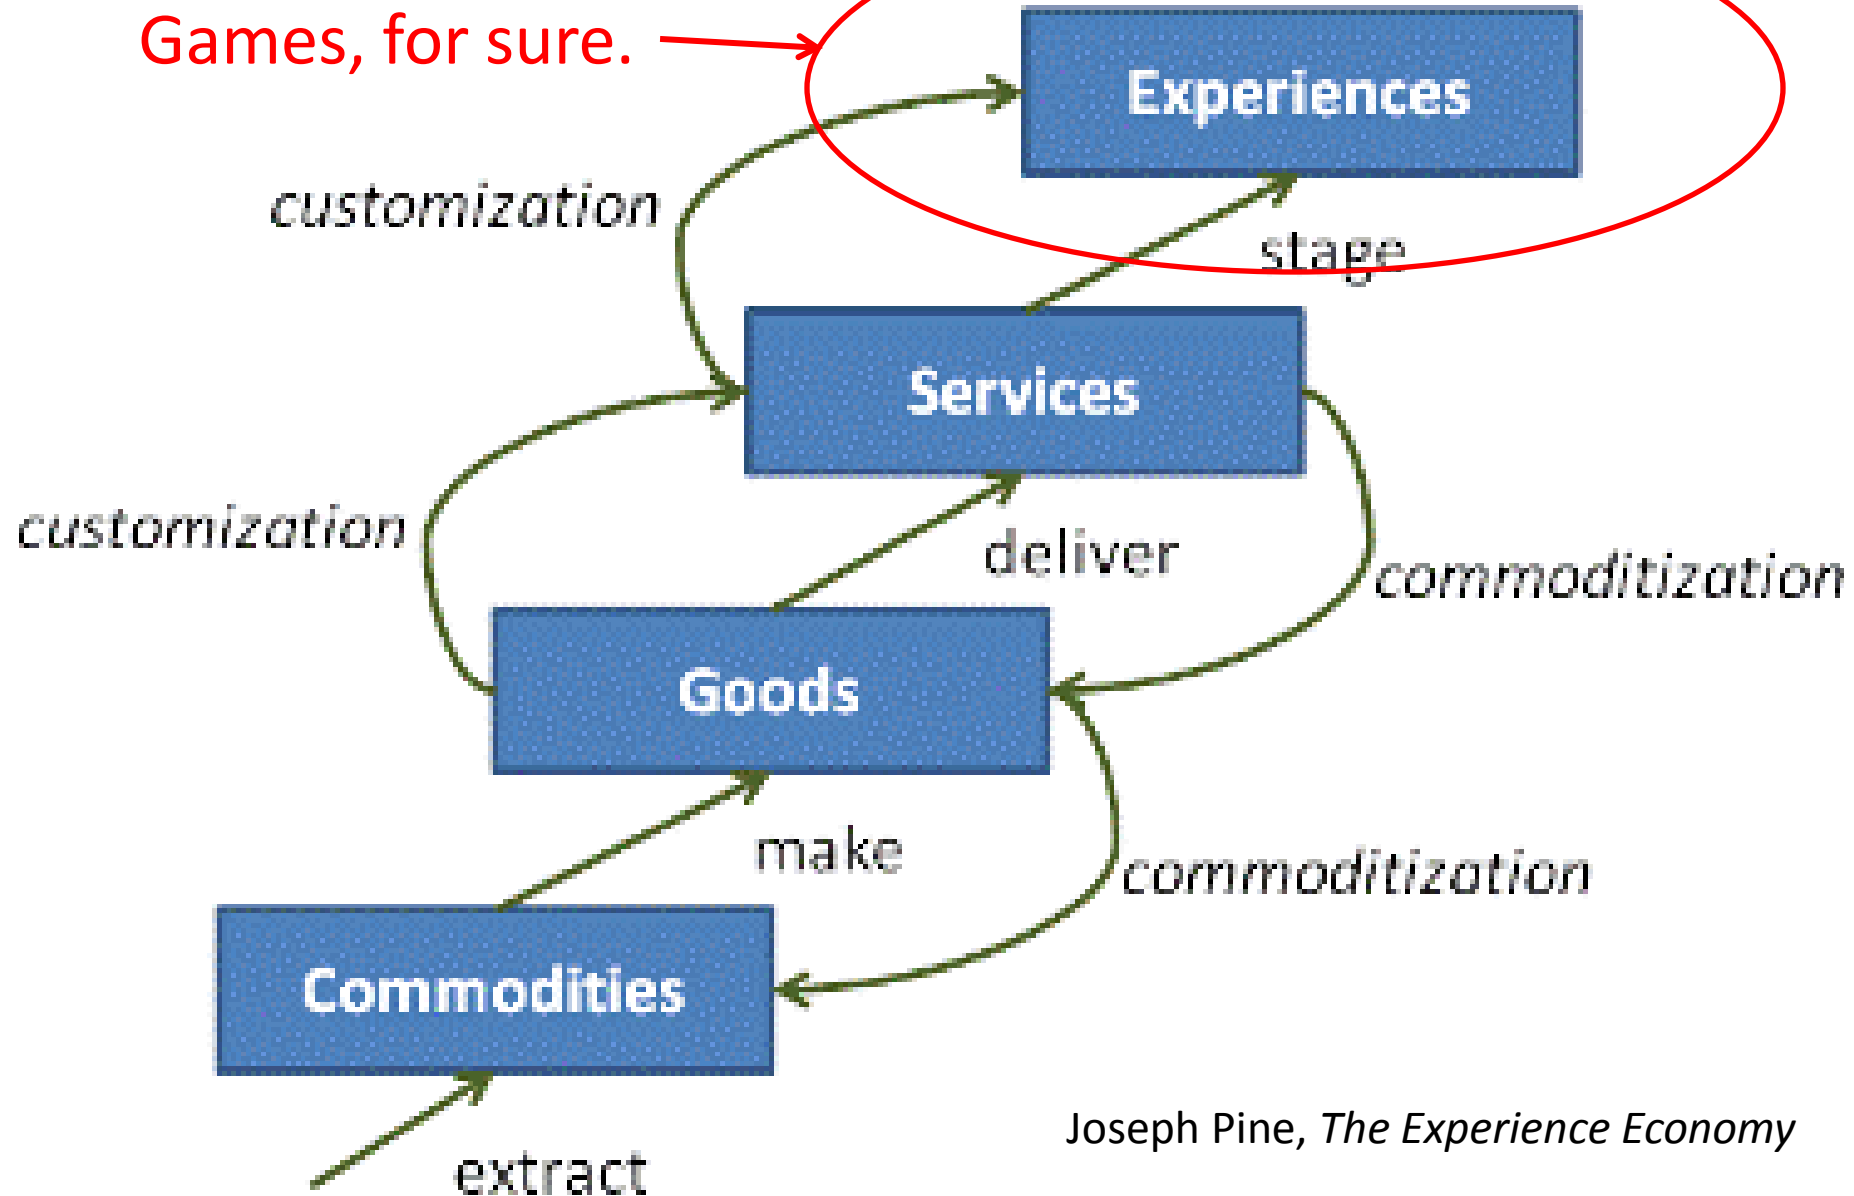 Games, for sure.
Experiences
customization
stage
Services
customization
deliver
commoditization
Goods
make
commoditization
Commodities
Joseph Pine, The Experience Economy
extract